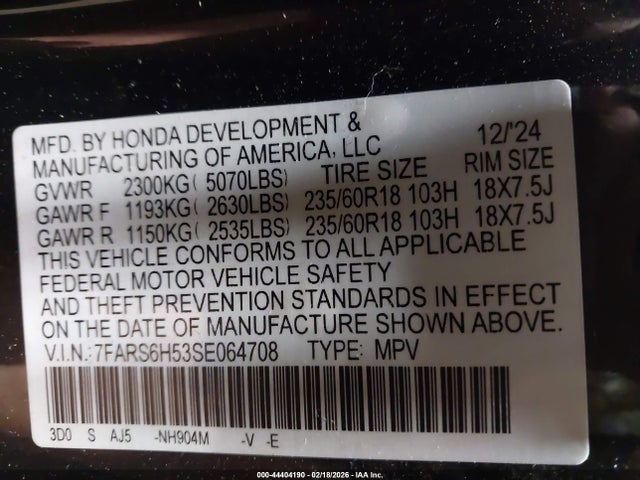 MFD. BY HONDA DEVELOPMENT & 12/'24
MANUFACTURING OF AMERICA, LLC
GVWR 2300KG( 5070LBS) TIRE SIZE RIM SIZE
GAWR F 1193KG( 2630LBS) 235/60R18 103H 18X7.5J
GAWR R 1150KG( 2535LBS) 235/60R18 103H 18X7.5J
THIS VEHICLE CONFORMS TO ALL APPLICABLE
FEDERAL MOTOR VEHICLE SAFETY
AND THEFT PREVENTION STANDARDS IN EFFECT
ON THE DATE OF MANUFACTURE SHOWN ABOVE.
V.I.N.: 7FARS6H53SE064708 TYPE: MPV
3D0 S AJ5 -NH904M -V -E
000-44404190 - 02/18/2026 - IAA Inc.